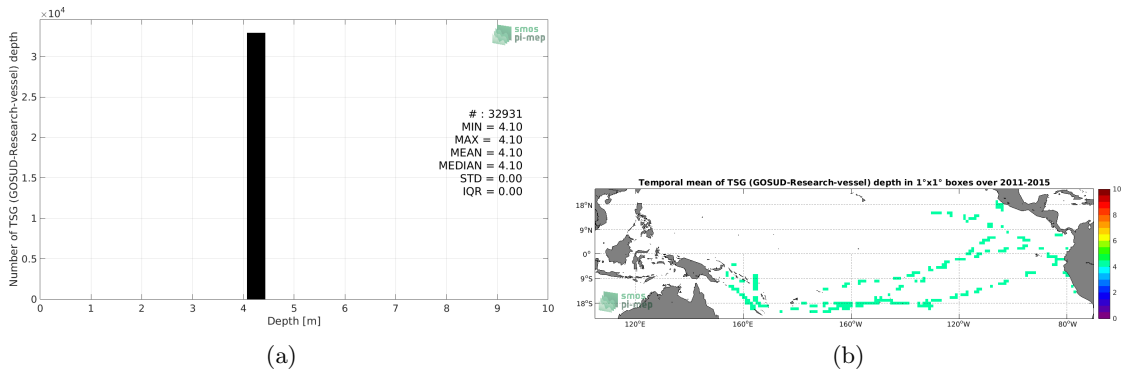 ×10⁴
smos
pi-mep
3
2.5
2
1.5
1
0.5
0
Number of TSG (GOSUD-Research-vessel) depth
# : 32931
MIN = 4.10
MAX = 4.10
MEAN = 4.10
MEDIAN = 4.10
STD = 0.00
IQR = 0.00
0 1 2 3 4 5 6 7 8 9 10
Depth [m]
(a)
Temporal mean of TSG (GOSUD-Research-vessel) depth in 1°x1° boxes over 2011-2015
18°N
9°N
0°
9°S
18°S
smos
pi-mep
120°E 160°E 160°W 120°W 80°W
10
8
6
4
2
0
(b)